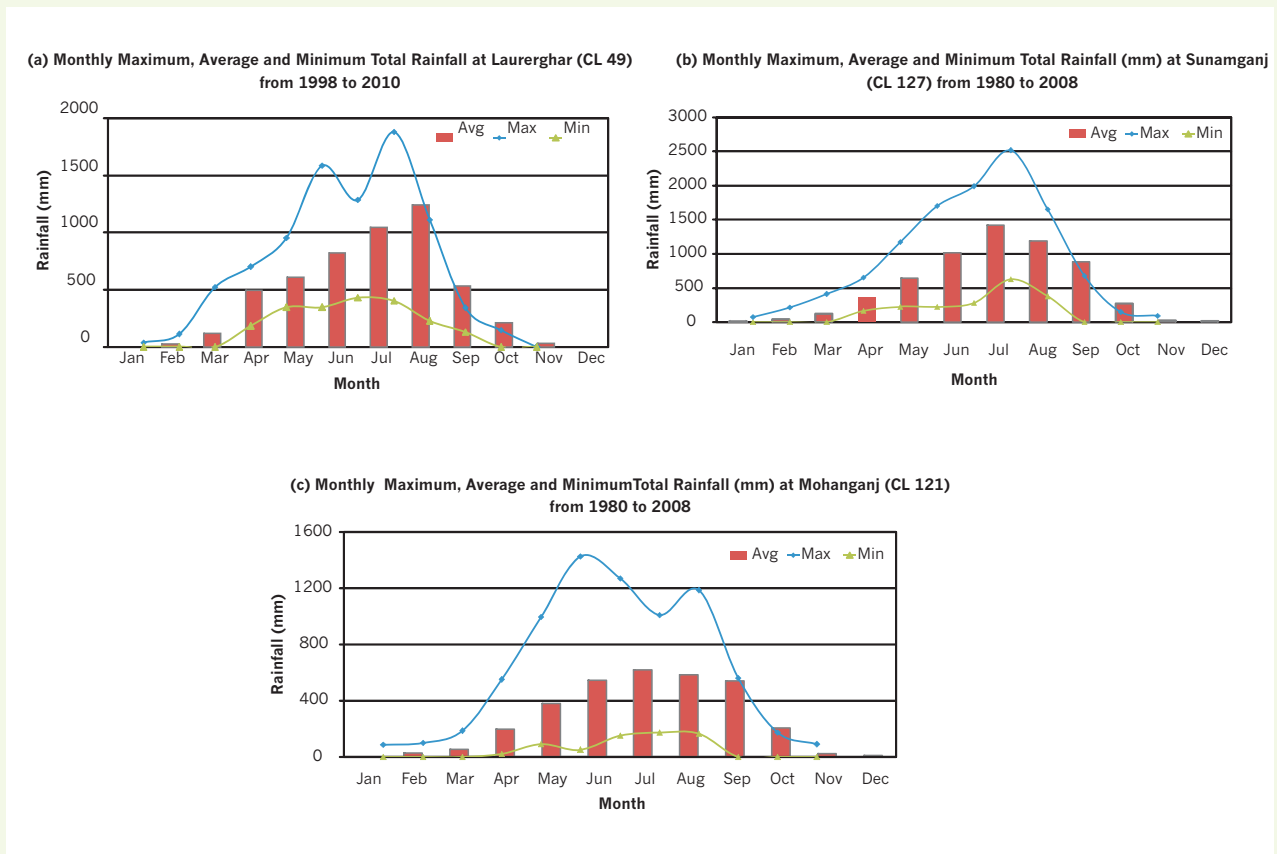 (a) Monthly Maximum, Average and Minimum Total Rainfall at Laurerghar (CL 49)
from 1998 to 2010
2000
1500
1000
500
0
Rainfall (mm)
Avg Max Min
Jan Feb Mar Apr May Jun Jul Aug Sep Oct Nov Dec
Month
(b) Monthly Maximum, Average and Minimum Total Rainfall (mm) at Sunamganj
(CL 127) from 1980 to 2008
3000
2500
2000
1500
1000
500
0
Rainfall (mm)
Avg Max Min
Jan Feb Mar Apr May Jun Jul Aug Sep Oct Nov Dec
Month
(c) Monthly Maximum, Average and MinimumTotal Rainfall (mm) at Mohanganj (CL 121)
from 1980 to 2008
1600
1200
800
400
0
Rainfall (mm)
Avg Max Min
Jan Feb Mar Apr May Jun Jul Aug Sep Oct Nov Dec
Month